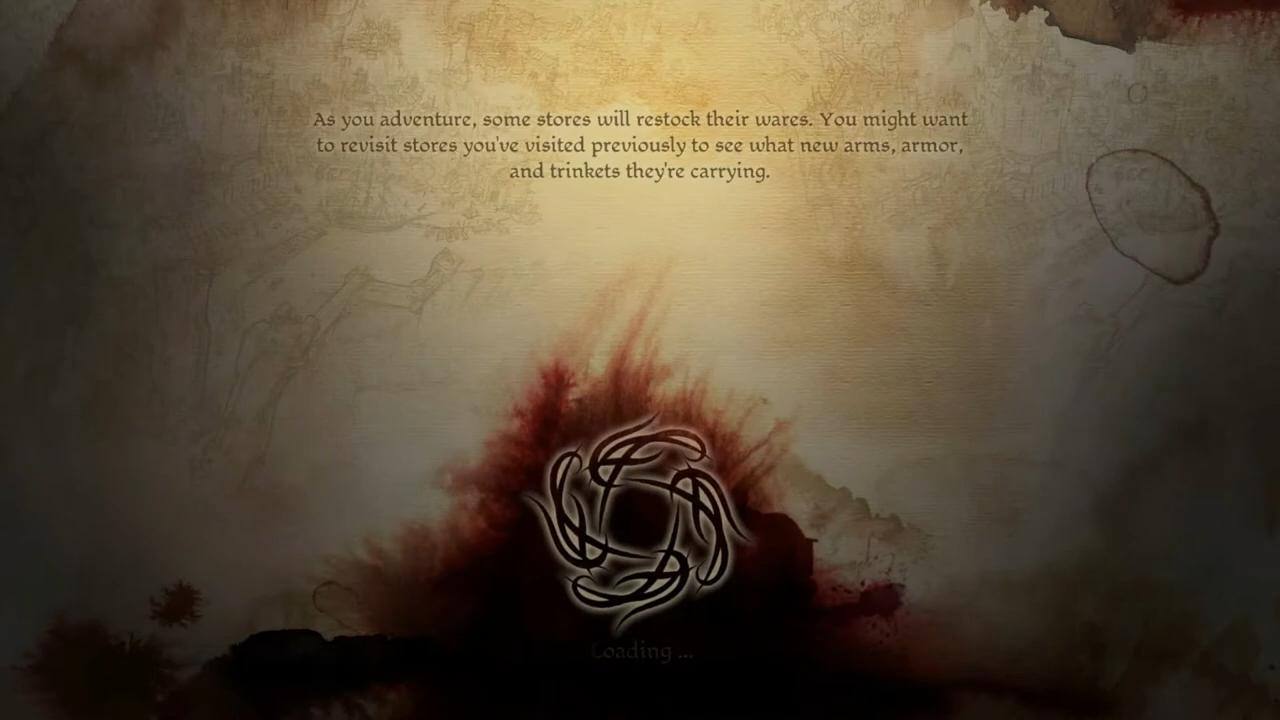 As you adventure, some stores will restock their wares. You might want
to revisit stores you've visited previously to see what new arms, armor,
and trinkets they're carrying.
Loading ...